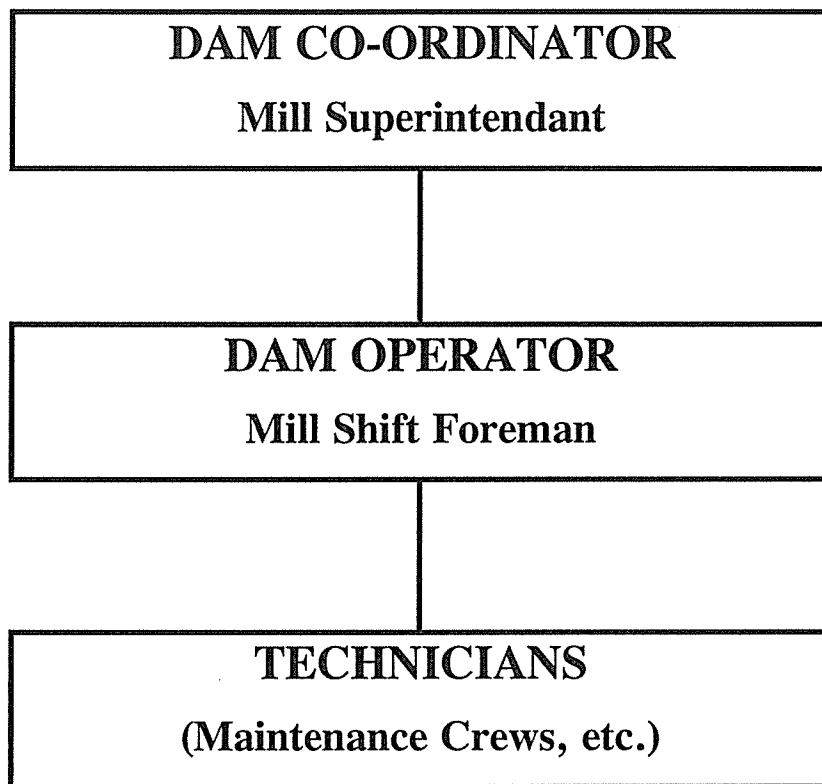 DAM CO-ORDINATOR
Mill Superintendant
DAM OPERATOR
Mill Shift Foreman
TECHNICIANS
(Maintenance Crews, etc.)